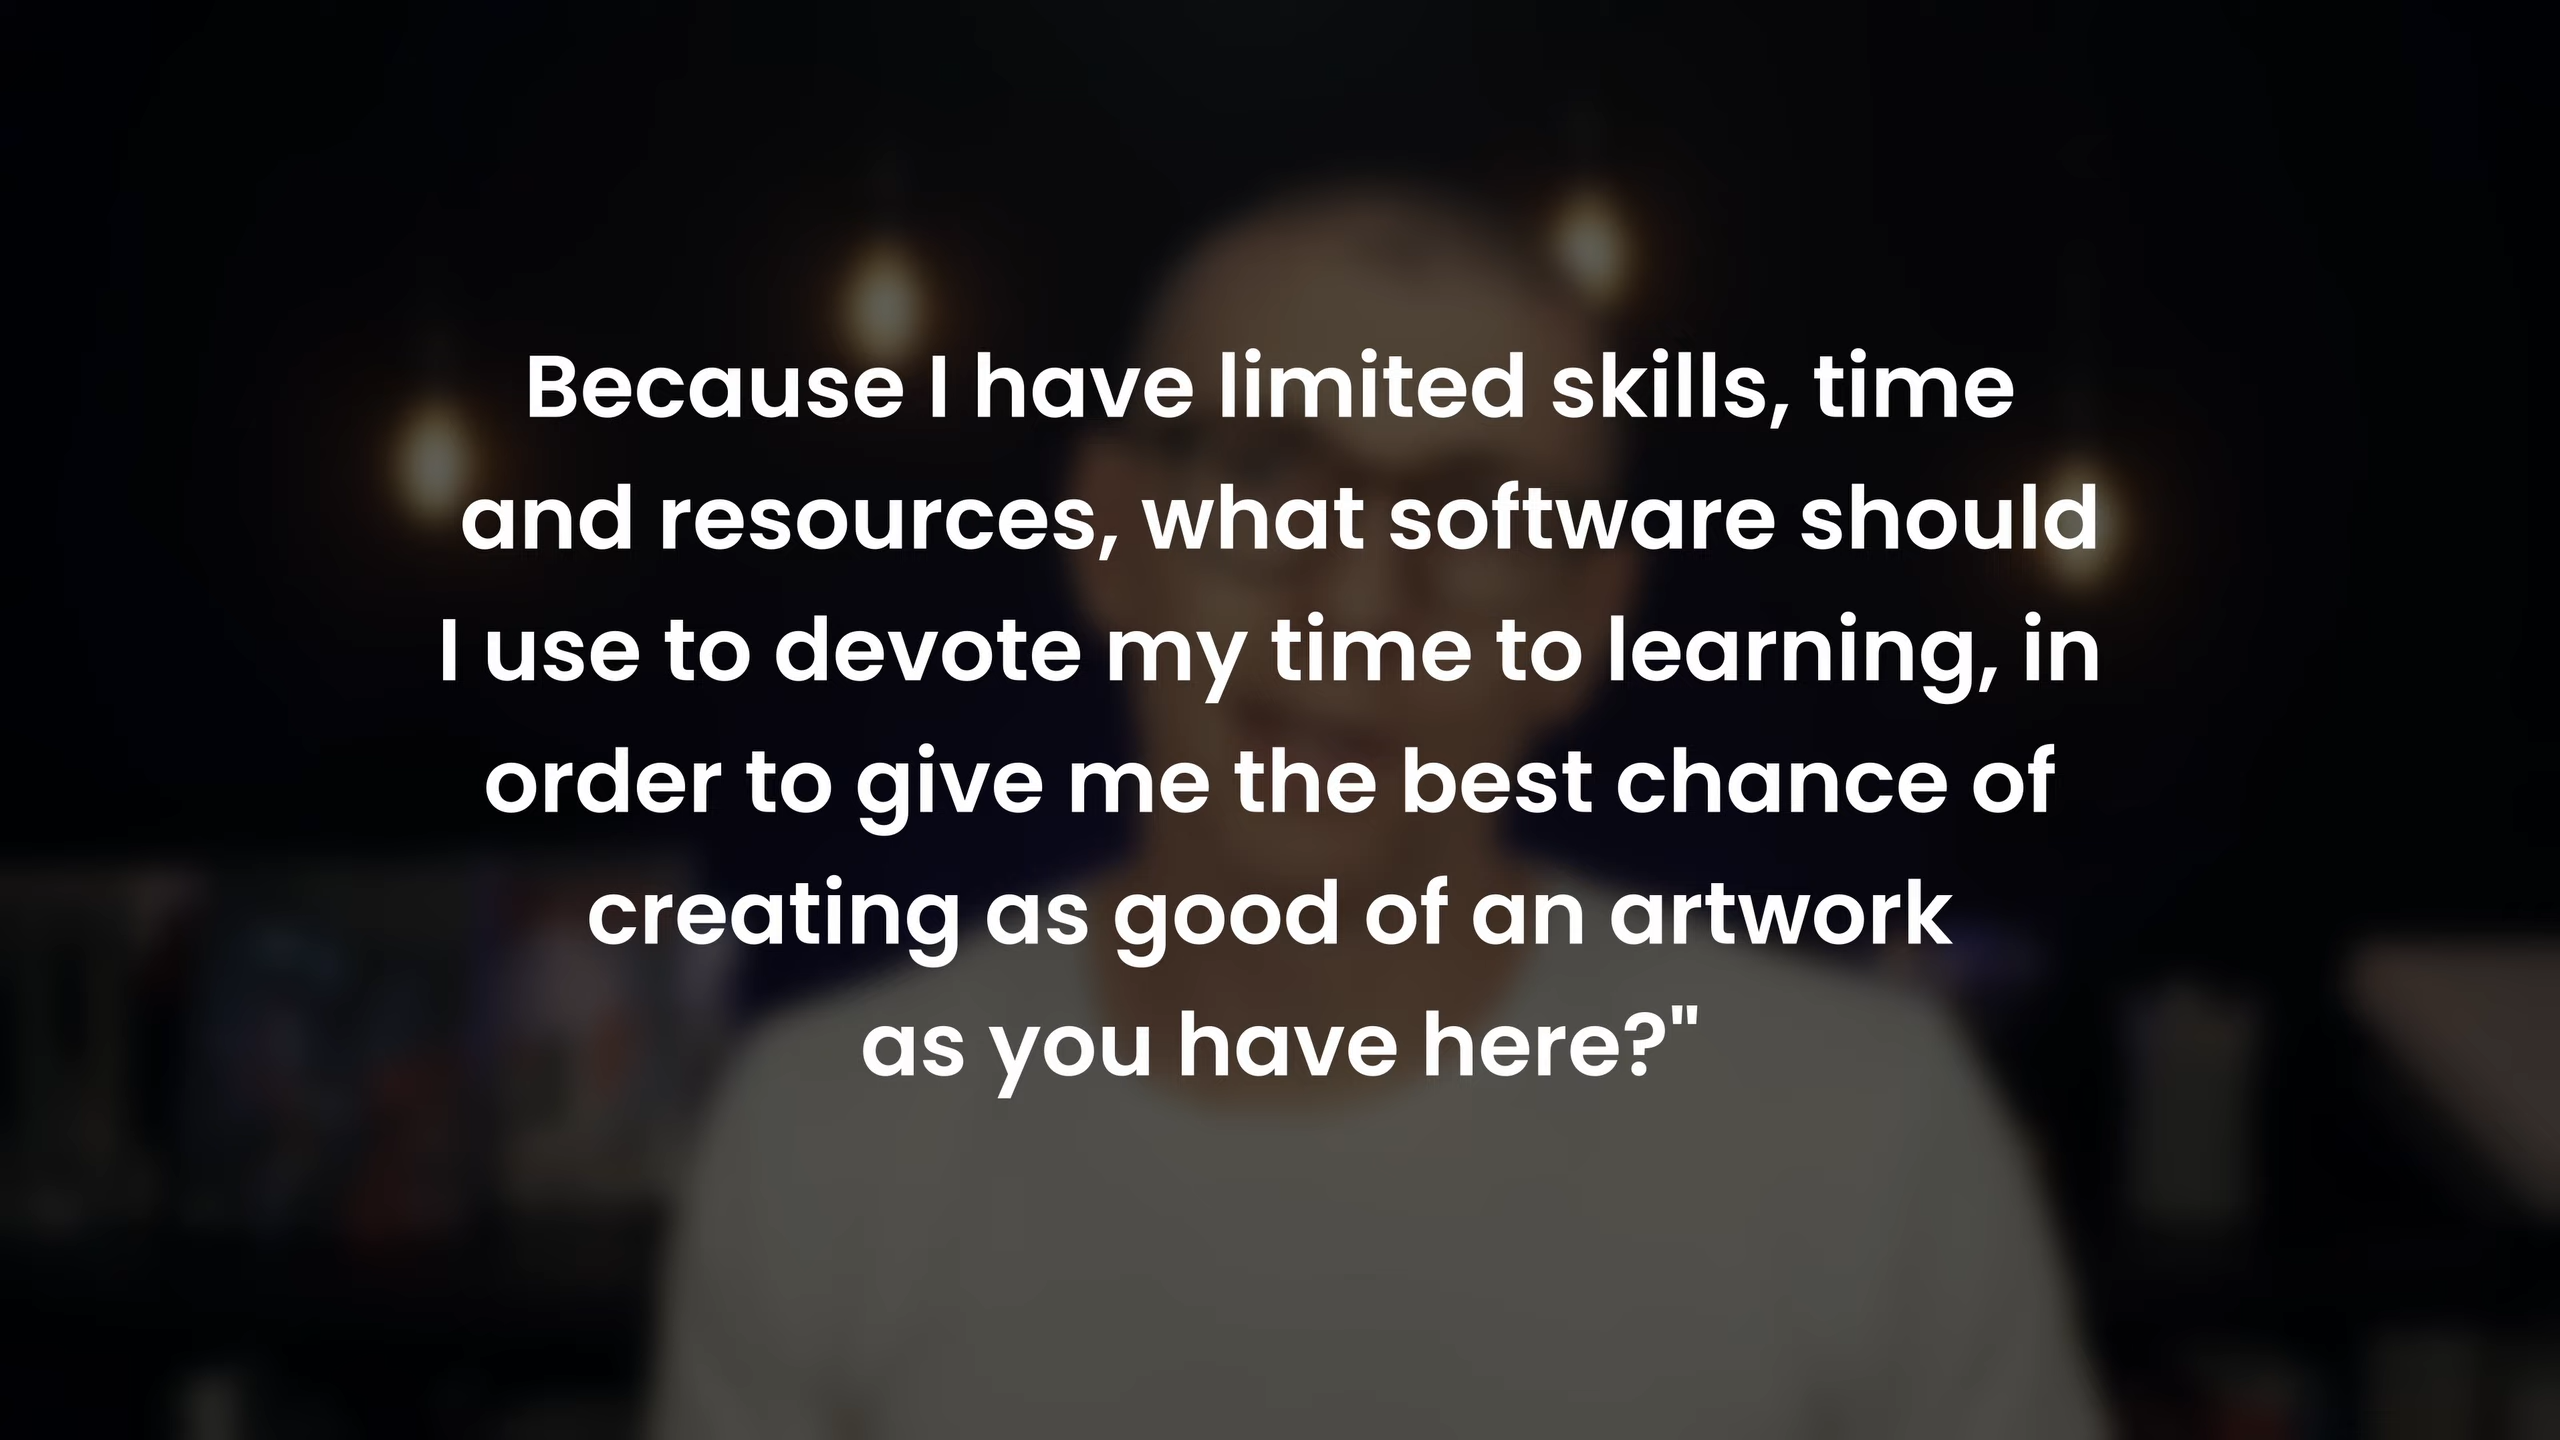 Because I have limited skills, time
and resources, what software should
I use to devote my time to learning, in
order to give me the best chance of
creating as good of an artwork
as you have here?"